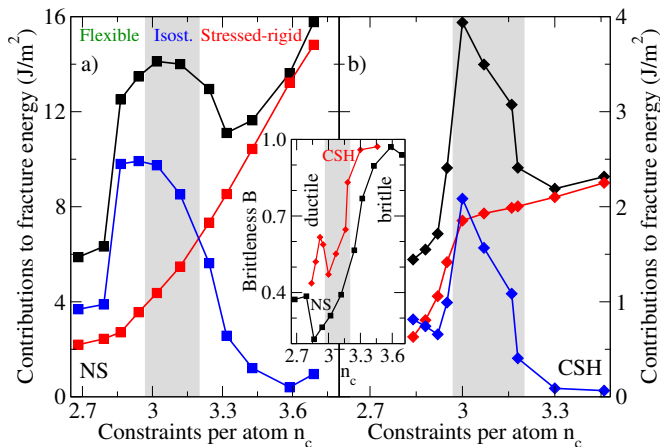 Flexible Isost. Stressed-rigid
a)
b)
Contributions to fracture energy (J/m²)
16
12
8
4
0
2.7 3 3.3 3.6
Constraints per atom n_c
NS
1.0
0.7
0.4
Brittleness B
CSH
ductile
brittle
NS
2.7 3.0 3.3 3.6
n_c
4
3
2
1
0
2.7 3 3.3
Constraints per atom n_c
CSH
Contributions to fracture energy (J/m²)